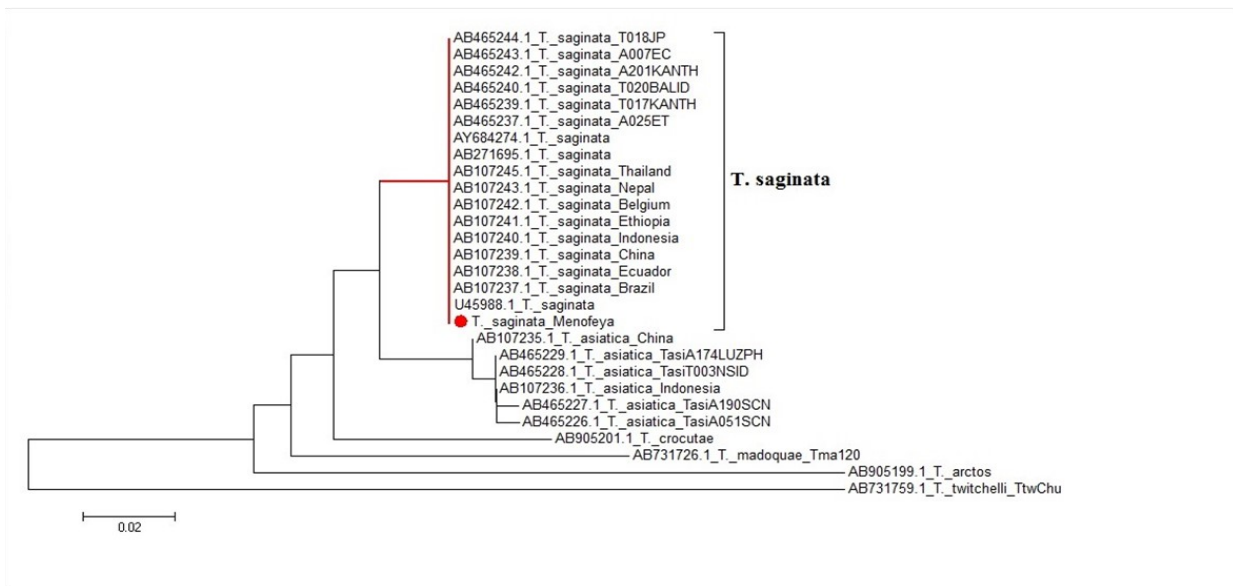 AB465244.1_T._saginata_T018JP
AB465243.1_T._saginata_A007EC
AB465242.1_T._saginata_A201KANTH
AB465240.1_T._saginata_T020BALID
AB465239.1_T._saginata_T017KANTH
AB465237.1_T._saginata_A025ET
AY684274.1_T._saginata
AB271695.1_T._saginata
AB107245.1_T._saginata_Thailand
T. saginata
AB107243.1_T._saginata_Nepal
AB107242.1_T._saginata_Belgium
AB107241.1_T._saginata_Ethiopia
AB107240.1_T._saginata_Indonesia
AB107239.1_T._saginata_China
AB107238.1_T._saginata_Ecuador
AB107237.1_T._saginata_Brazil
U45988.1_T._saginata
T._saginata_Menofeya
AB107235.1_T._asiatica_China
AB465229.1_T._asiatica_TasiA174LUZPH
AB465228.1_T._asiatica_TasiT003NSID
AB107236.1_T._asiatica_Indonesia
AB465227.1_T._asiatica_TasiA190SCN
AB465226.1_T._asiatica_TasiA051SCN
AB905201.1_T._crocutae
AB731726.1_T._madoquae_Tma120
AB905199.1_T._arctos
AB731759.1_T._twitchelli_TtwChu
0.02